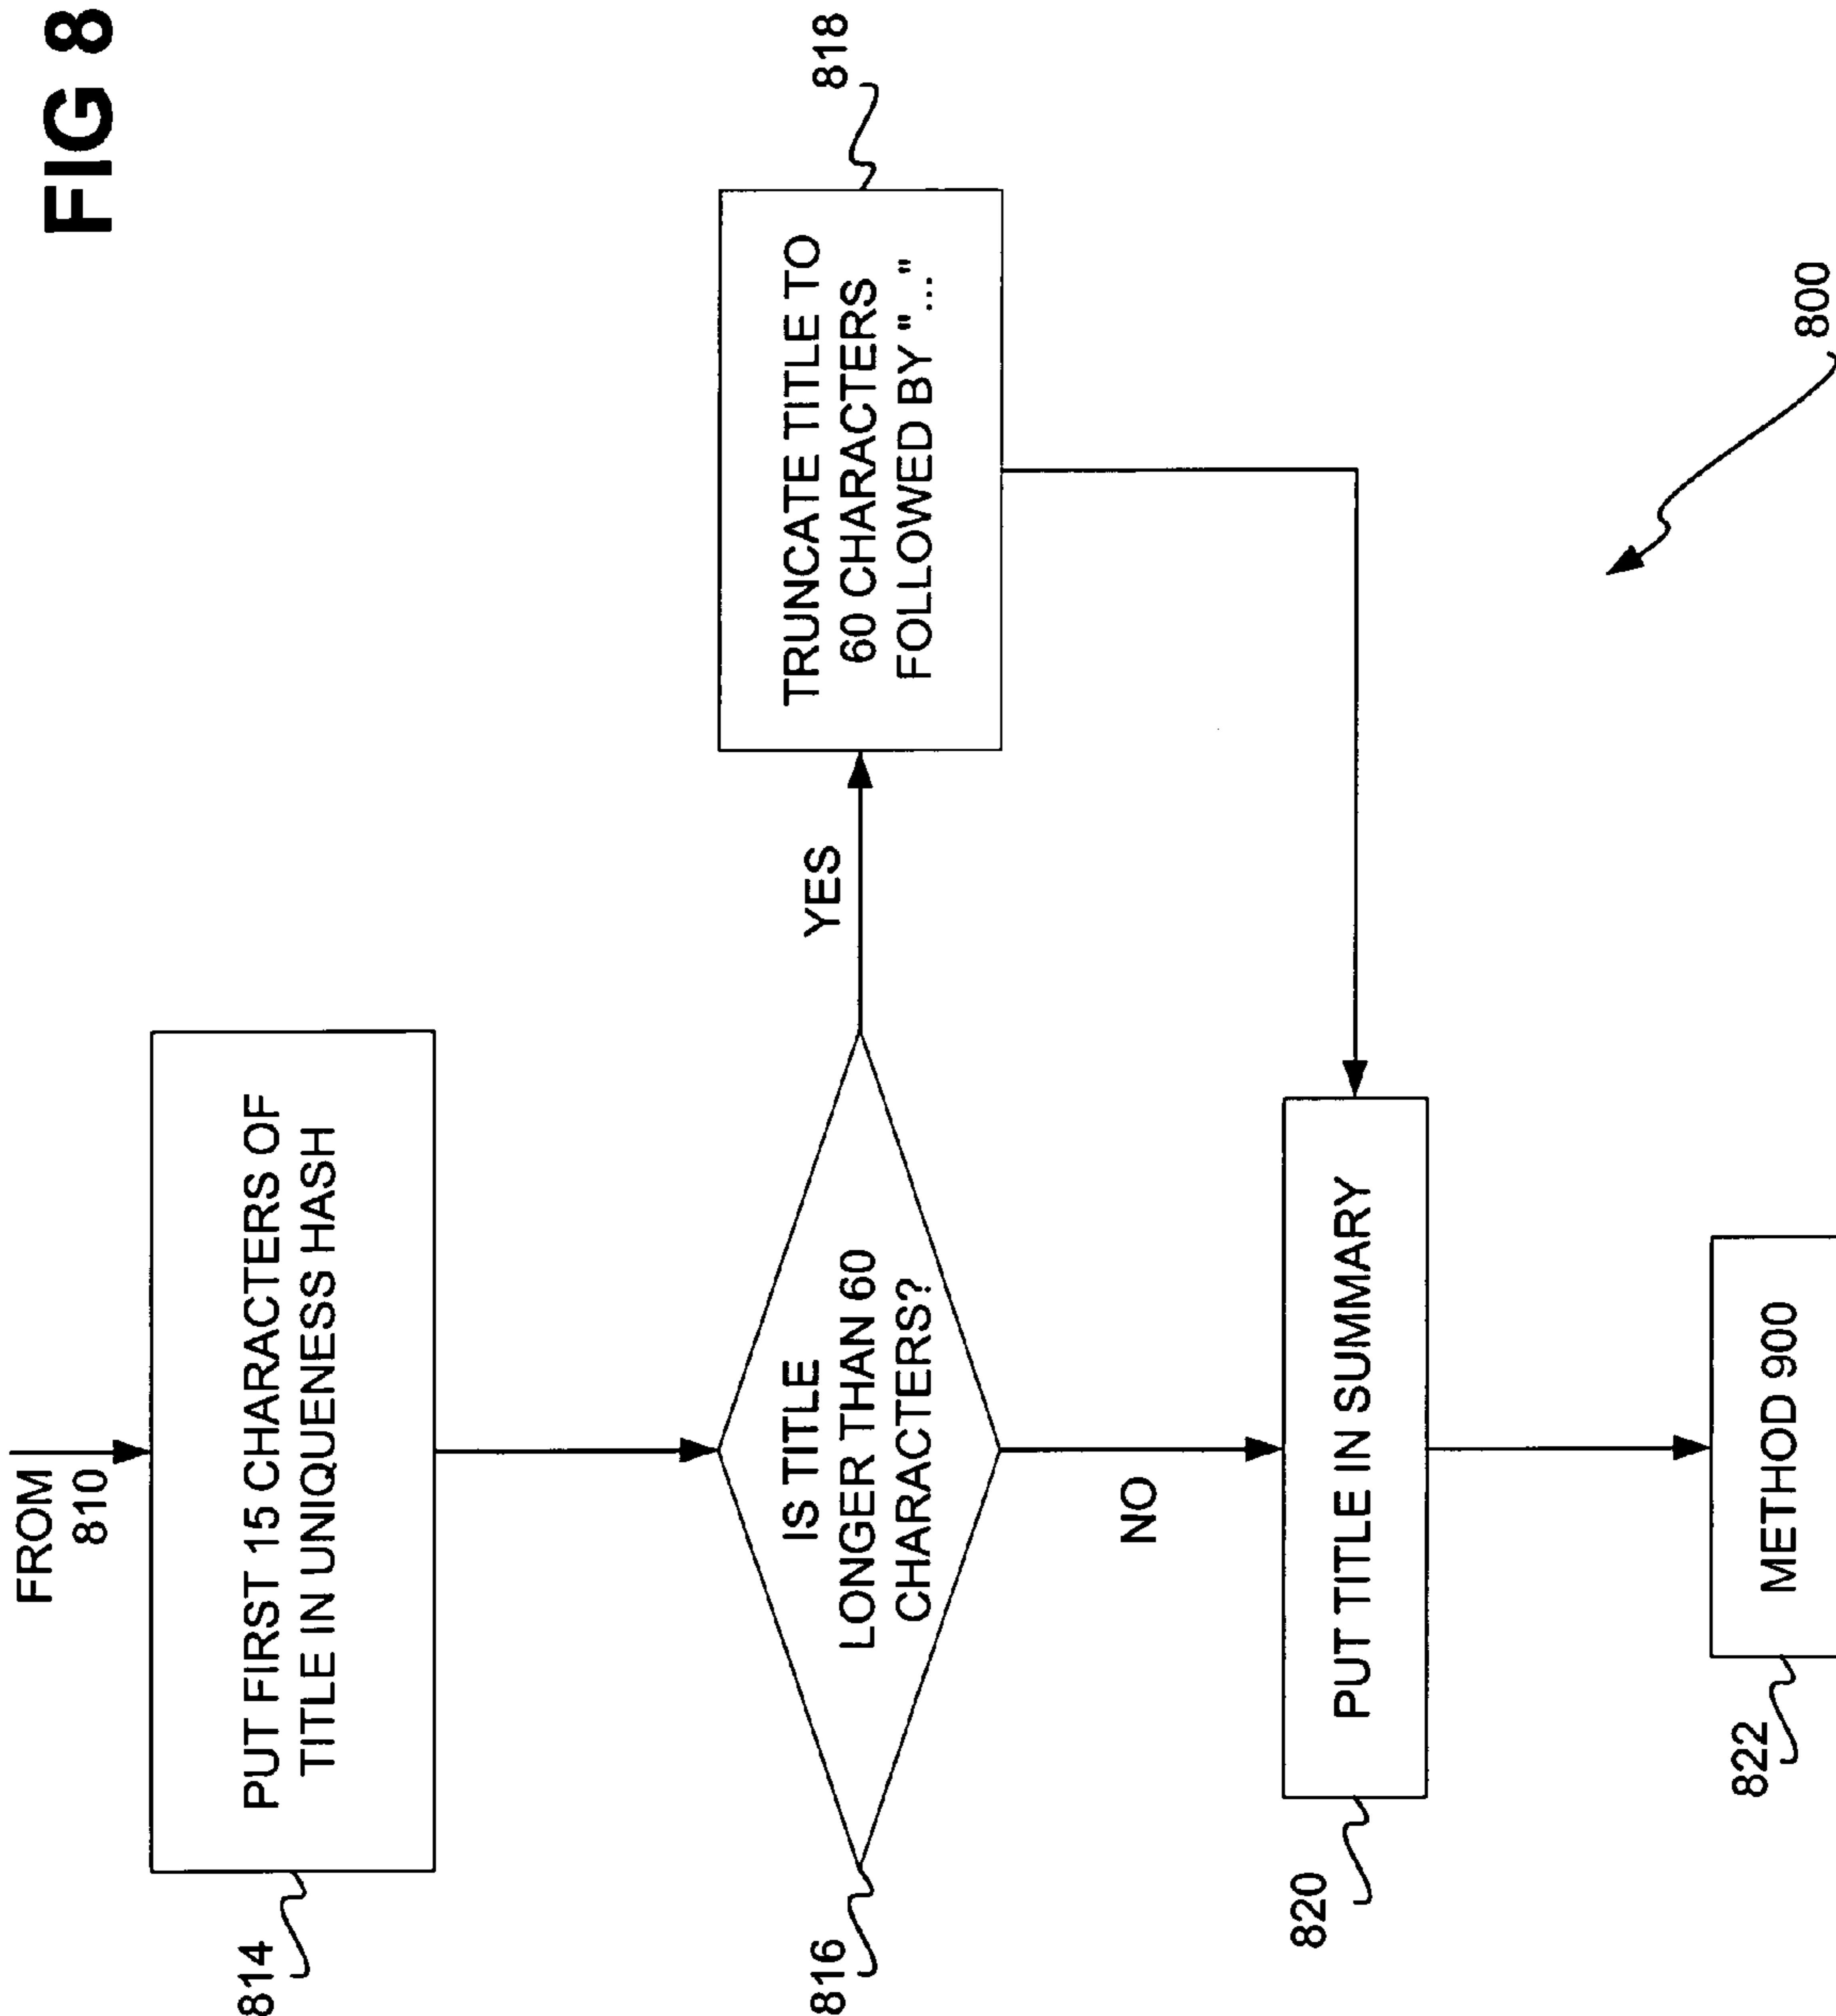 FIG 8
FROM
810
814
PUT FIRST 15 CHARACTERS OF
TITLE IN UNIQUENESS HASH
816
IS TITLE
LONGER THAN 60
CHARACTERS?
YES
818
TRUNCATE TITLE TO
60 CHARACTERS
FOLLOWED BY " ... "
NO
820
PUT TITLE IN SUMMARY
822
METHOD 900
800